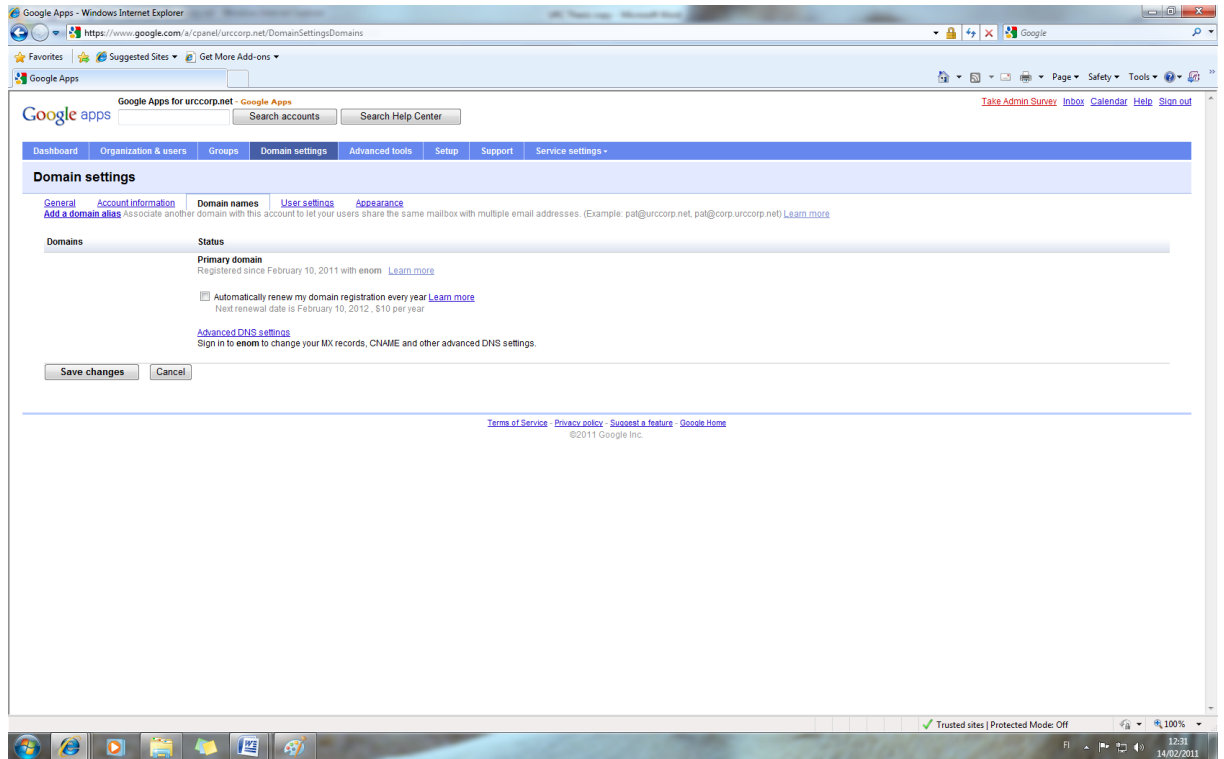 Google Apps - Windows Internet Explorer
https://www.google.com/a/cpanel/urccorp.net/DomainSettingsDomains
Google
Favorites Suggested Sites Get More Add-ons
Google Apps Page Safety Tools
Google apps
Google Apps for urccorp.net - Google Apps
Take Admin Survey Inbox Calendar Help Sign out
Search accounts Search Help Center
Dashboard Organization & users Groups Domain settings Advanced tools Setup Support Service settings
Domain settings
General Account information Domain names User settings Appearance
Add a domain alias Associate another domain with this account to let your users share the same mailbox with multiple email addresses. (Example: pat@urccorp.net, pat@corp.urccorp.net) Learn more
Domains Status
Primary domain
Registered since February 10, 2011 with enom Learn more
Automatically renew my domain registration every year Learn more
Next renewal date is February 10, 2012 , $10 per year
Advanced DNS settings
Sign in to enom to change your MX records, CNAME and other advanced DNS settings.
Save changes Cancel
Terms of Service - Privacy policy - Suggest a feature - Google Home
©2011 Google Inc.
Trusted sites | Protected Mode: Off 100%
FI 12:31
14/02/2011